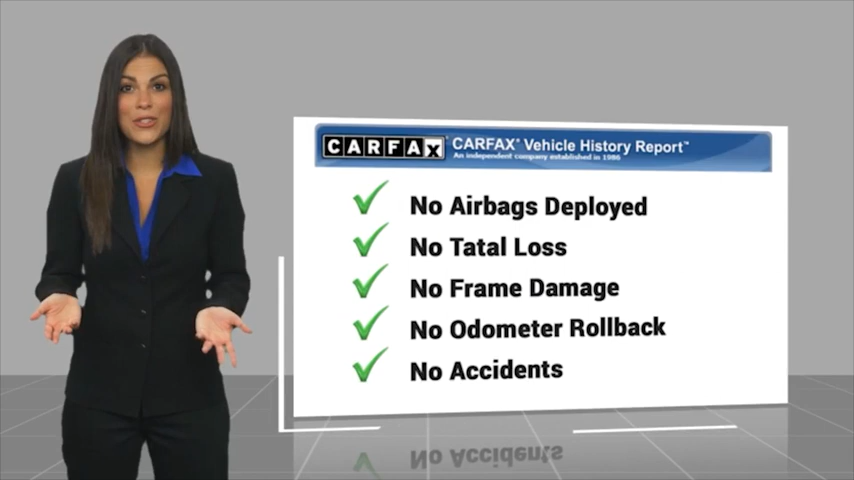 CARFAX CARFAX® Vehicle History Report™
An independent company established in 1986
No Airbags Deployed
No Tatal Loss
No Frame Damage
No Odometer Rollback
No Accidents
No Accidents